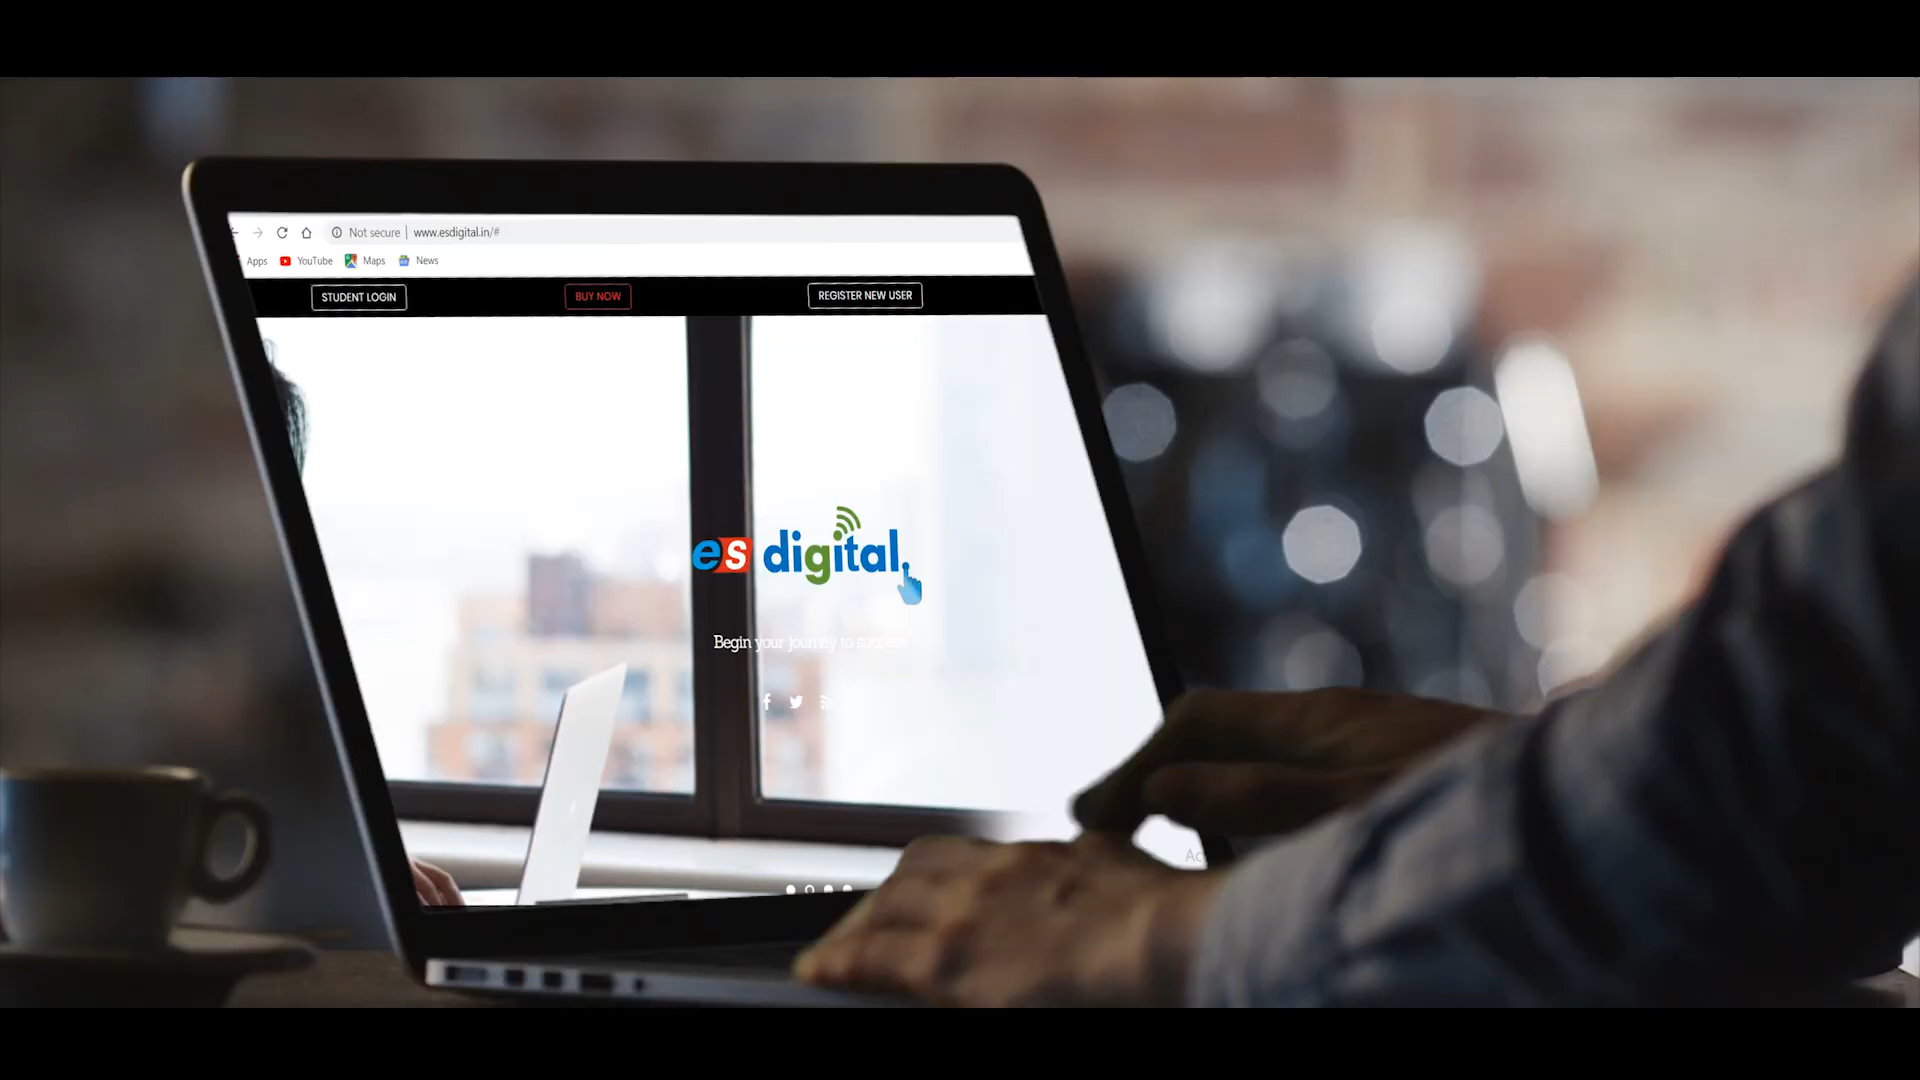 Not secure | www.esdigital.in/#
Apps YouTube Maps News
STUDENT LOGIN BUY NOW REGISTER NEW USER
es digital.
Begin your journey to success